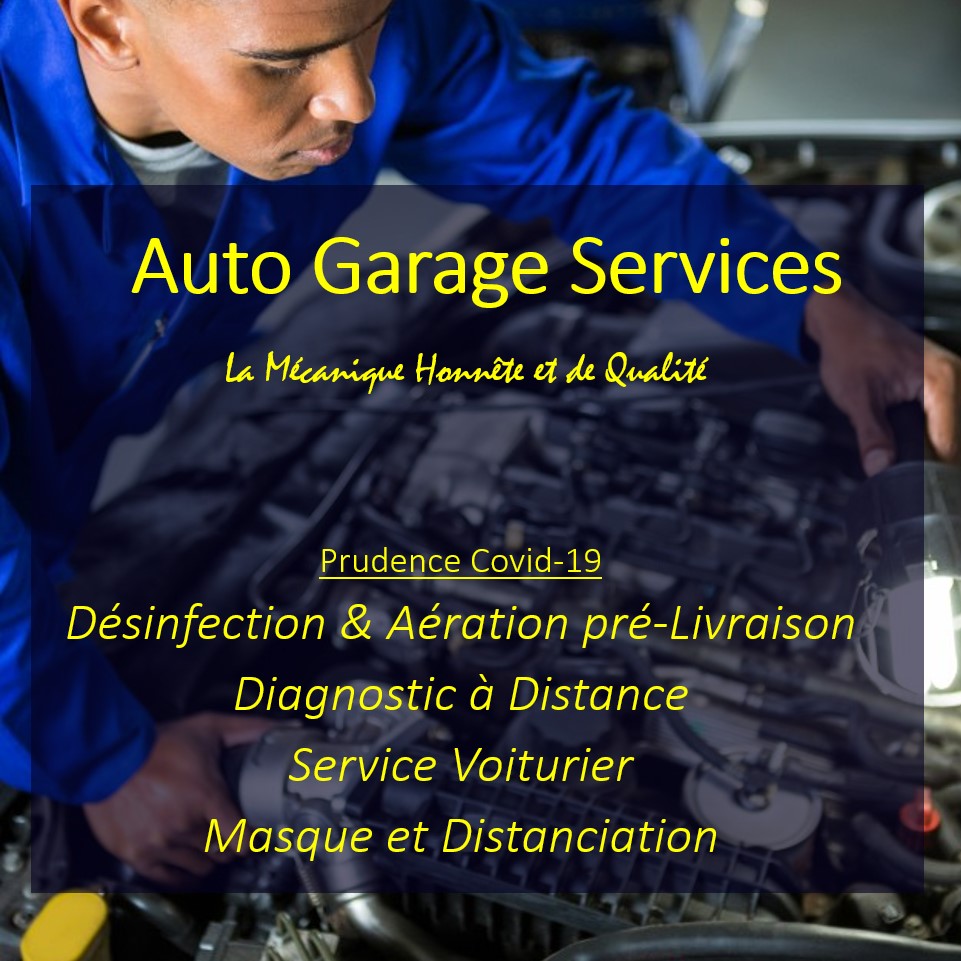 Auto Garage Services
La Mécanique Honnête et de Qualité
Prudence Covid-19
Désinfection & Aération pré-Livraison
Diagnostic à Distance
Service Voiturier
Masque et Distanciation